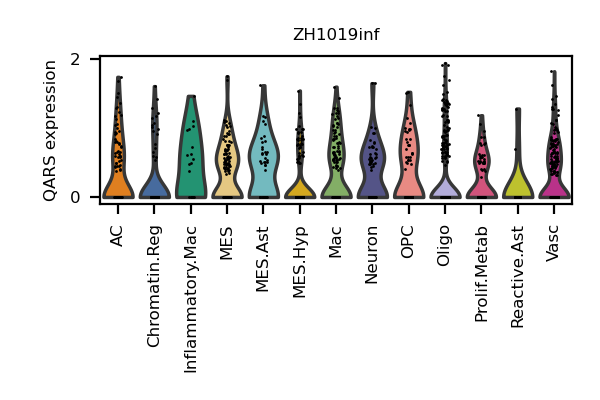 ZH1019inf
QARS expression
2
0
AC
Chromatin.Reg
Inflammatory.Mac
MES
MES.Ast
MES.Hyp
Mac
Neuron
OPC
Oligo
Prolif.Metab
Reactive.Ast
Vasc